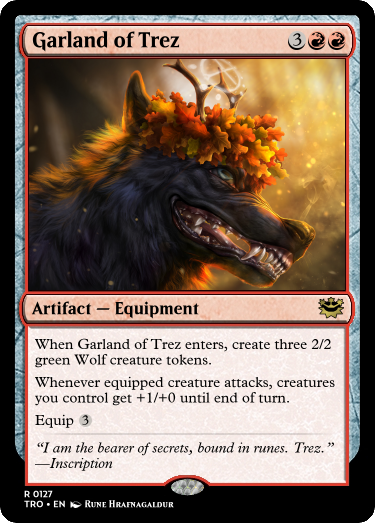 Garland of Trez 3
Artifact — Equipment
When Garland of Trez enters, create three 2/2
green Wolf creature tokens.
Whenever equipped creature attacks, creatures
you control get +1/+0 until end of turn.
Equip 3
“I am the bearer of secrets, bound in runes. Trez.”
—Inscription
R 0127
TRO • EN Rune Hrafnagaldur